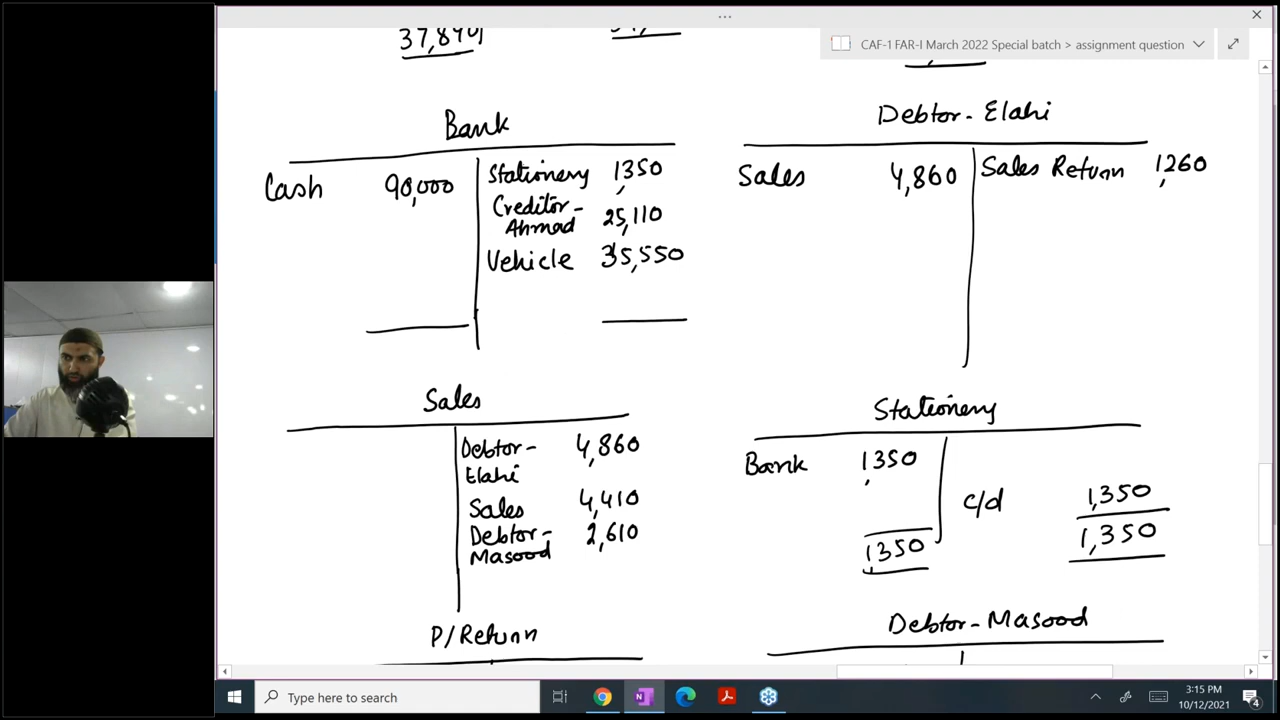 CAF-1 FAR-I March 2022 Special batch > assignment question
37,890
Bank
Cash 90,000 Stationery 1350
Creditor-
Ahmad 25,110
Vehicle 35,550
Debtor- Elahi
Sales 4,860 Sales Return 1260
Sales
Debtor- 4,860
Elahi
Sales 4,410
Debtor- 2,610
Masood
Stationery
Bank 1350
c/d 1,350
1350 1,350
P/Return
Debtor-Masood
Type here to search
3:15 PM
10/12/2021
4